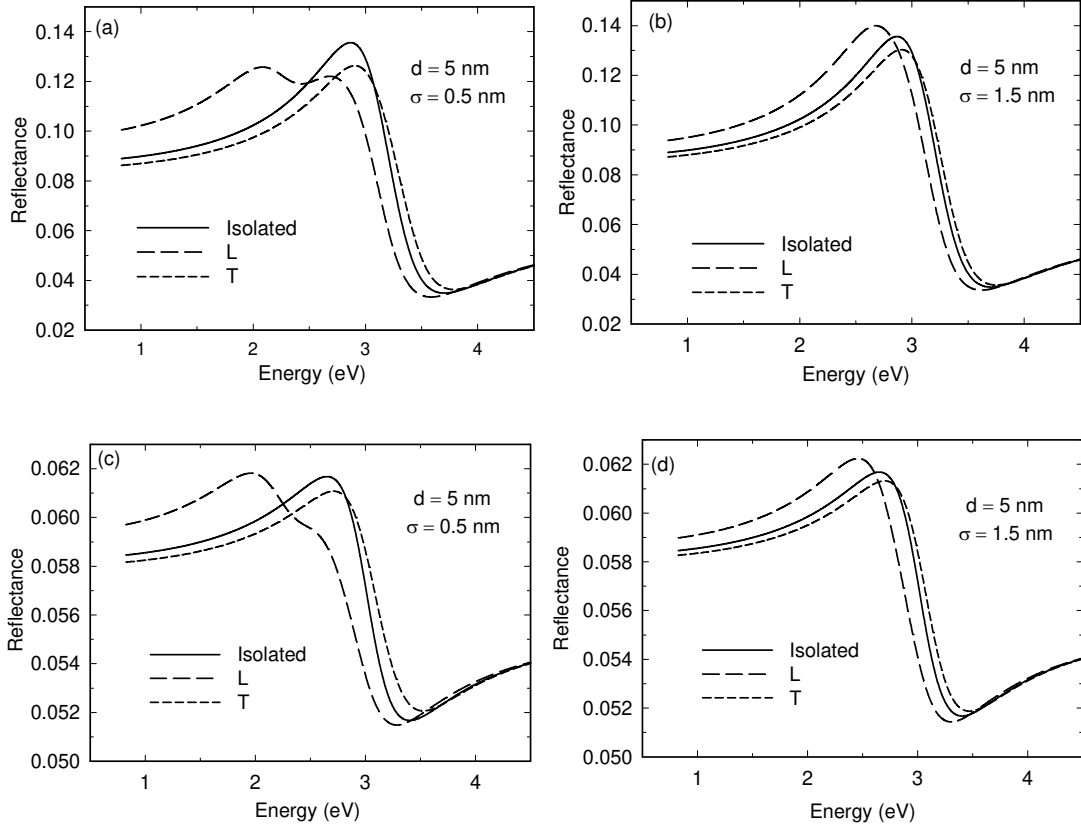 (a)
d = 5 nm
σ = 0.5 nm
Reflectance
0.14
0.12
0.10
0.08
0.06
0.04
0.02
Isolated
L
T
1 2 3 4
Energy (eV)
(b)
d = 5 nm
σ = 1.5 nm
Reflectance
0.14
0.12
0.10
0.08
0.06
0.04
0.02
Isolated
L
T
1 2 3 4
Energy (eV)
(c)
d = 5 nm
σ = 0.5 nm
Reflectance
0.062
0.060
0.058
0.056
0.054
0.052
0.050
Isolated
L
T
1 2 3 4
Energy (eV)
(d)
d = 5 nm
σ = 1.5 nm
Reflectance
0.062
0.060
0.058
0.056
0.054
0.052
0.050
Isolated
L
T
1 2 3 4
Energy (eV)